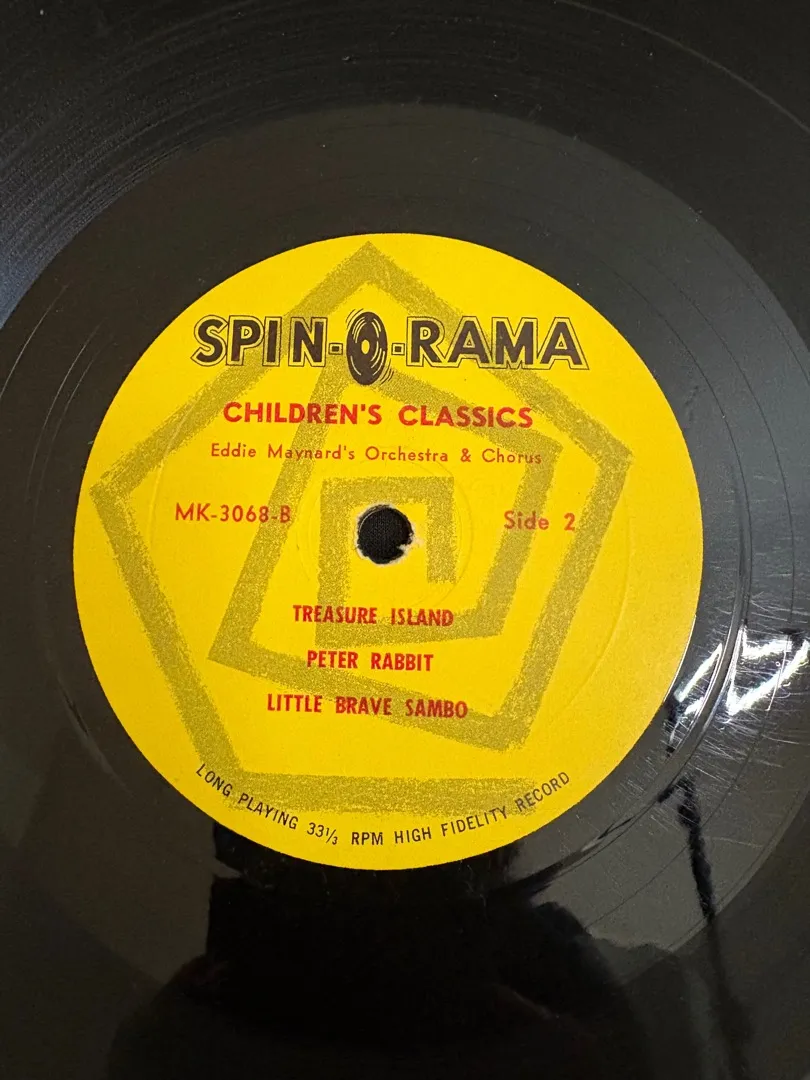 SPIN-O-RAMA
CHILDREN'S CLASSICS
Eddie Maynard's Orchestra & Chorus
MK-3068-B Side 2
TREASURE ISLAND
PETER RABBIT
LITTLE BRAVE SAMBO
LONG PLAYING 33⅓ RPM HIGH FIDELITY RECORD